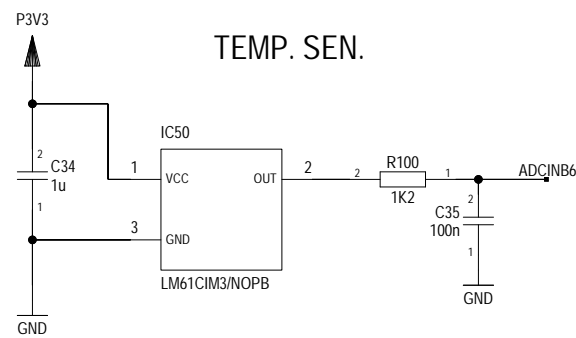 P3V3
TEMP. SEN.
IC50
2
C34
1u
1
1
VCC
OUT
2
2
R100
1K2
1
ADCINB6
2
C35
100n
1
3
GND
LM61CIM3/NOPB
GND
GND